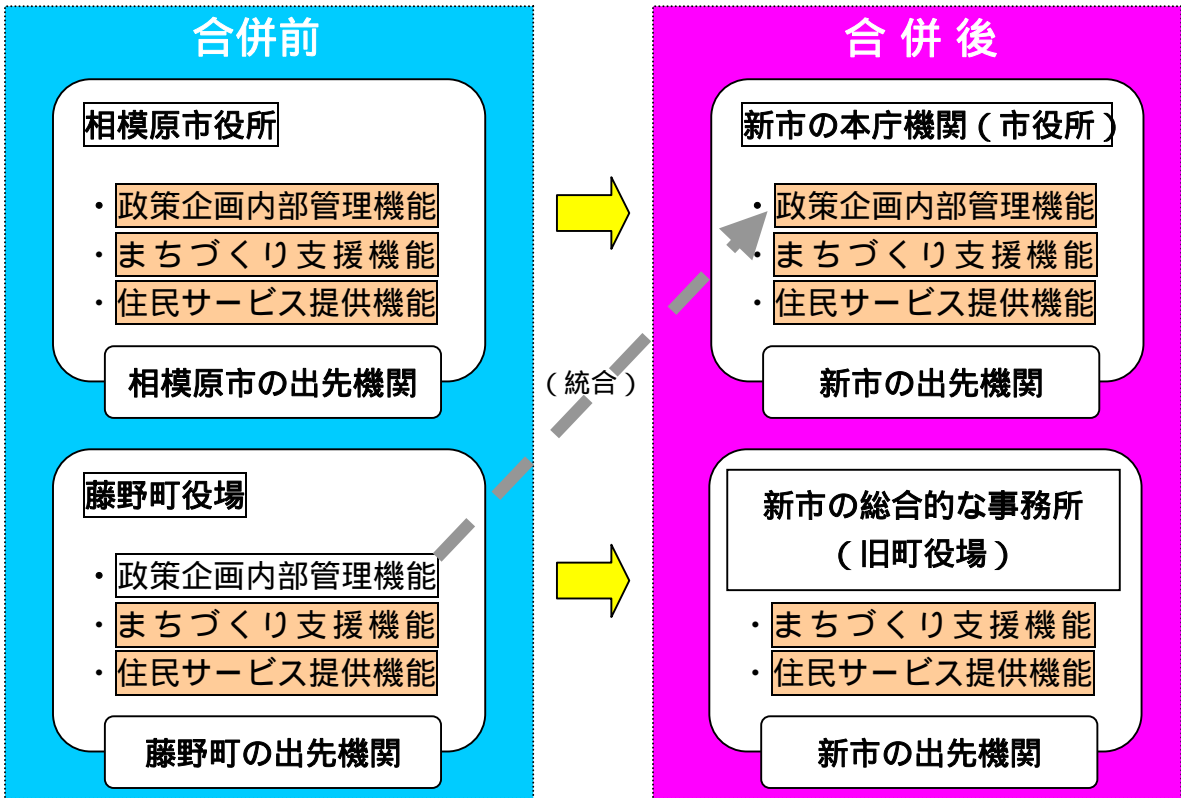 合併前
相模原市役所
・政策企画内部管理機能
・まちづくり支援機能
・住民サービス提供機能
相模原市の出先機関
藤野町役場
・政策企画内部管理機能
・まちづくり支援機能
・住民サービス提供機能
藤野町の出先機関
（統合）
合併後
新市の本庁機関（市役所）
・政策企画内部管理機能
・まちづくり支援機能
・住民サービス提供機能
新市の出先機関
新市の総合的な事務所
（旧町役場）
・まちづくり支援機能
・住民サービス提供機能
新市の出先機関